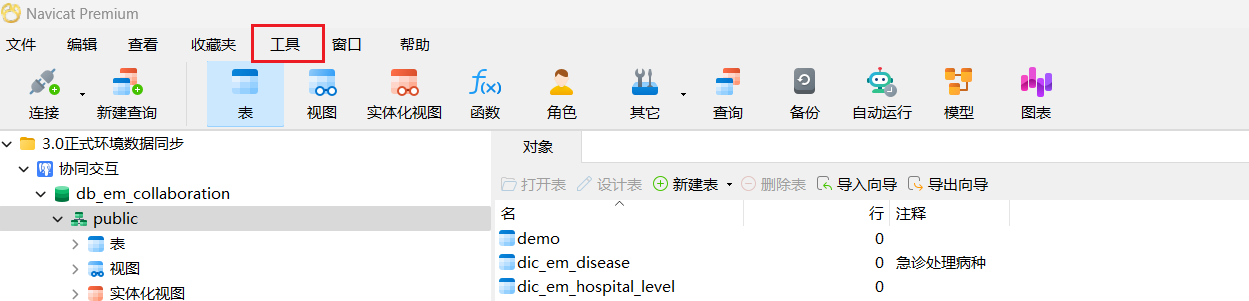 Navicat Premium
文件 编辑 查看 收藏夹 工具 窗口 帮助
连接 新建查询 表 视图 实体化视图 f(x) 函数 角色 其它 查询 备份 自动运行 模型 图表
3.0正式环境数据同步
协同交互
db_em_collaboration
public
表
视图
实体化视图
对象
打开表 设计表 新建表 删除表 导入向导 导出向导
名 行 注释
demo 0
dic_em_disease 0 急诊处理病种
dic_em_hospital_level 0